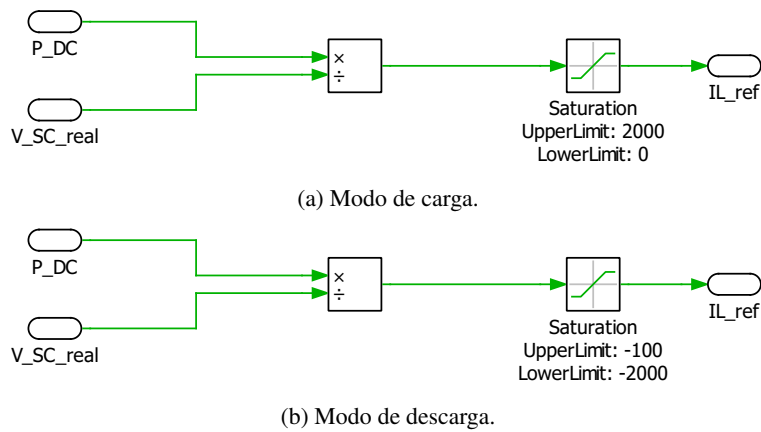 P_DC
×
÷
V_SC_real
Saturation
UpperLimit: 2000
LowerLimit: 0
IL_ref
(a) Modo de carga.
P_DC
×
÷
V_SC_real
Saturation
UpperLimit: -100
LowerLimit: -2000
IL_ref
(b) Modo de descarga.